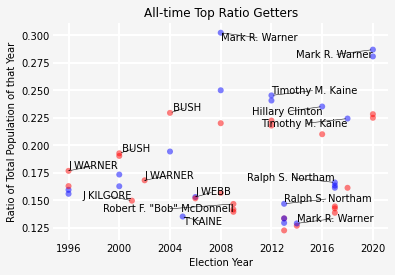 All-time Top Ratio Getters
Ratio of Total Population of that Year
0.300
0.275
0.250
0.225
0.200
0.175
0.150
0.125
Mark R. Warner
Mark R. Warner
Timothy M. Kaine
BUSH
Hillary Clinton
Timothy M. Kaine
BUSH
J WARNER
J WARNER
Ralph S. Northam
J KILGORE
J WEBB
Ralph S. Northam
Robert F. "Bob" McDonnell
T KAINE
Mark R. Warner
1996
2000
2004
2008
2012
2016
2020
Election Year